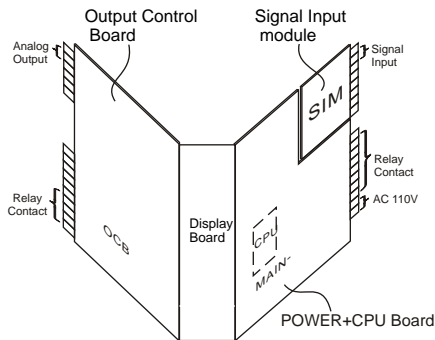 Output Control
Board
Signal Input
module
Analog
Output
Signal
Input
SIM
Relay
Contact
Relay
Contact
AC 110V
Display
Board
OCB
CPU
MAIN-
POWER+CPU Board